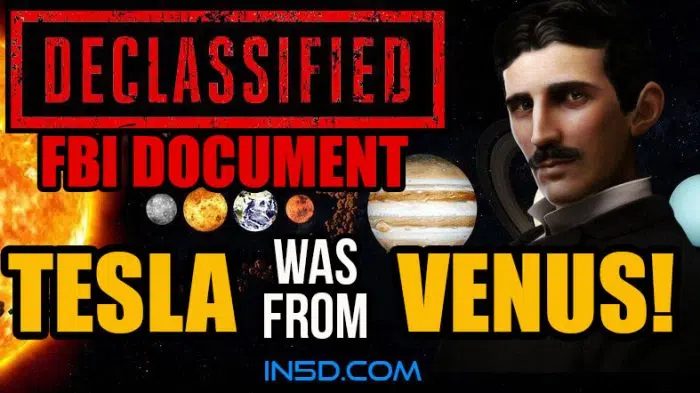 DECLASSIFIED
FBI DOCUMENT
TESLA WAS FROM VENUS!
IN5D.COM